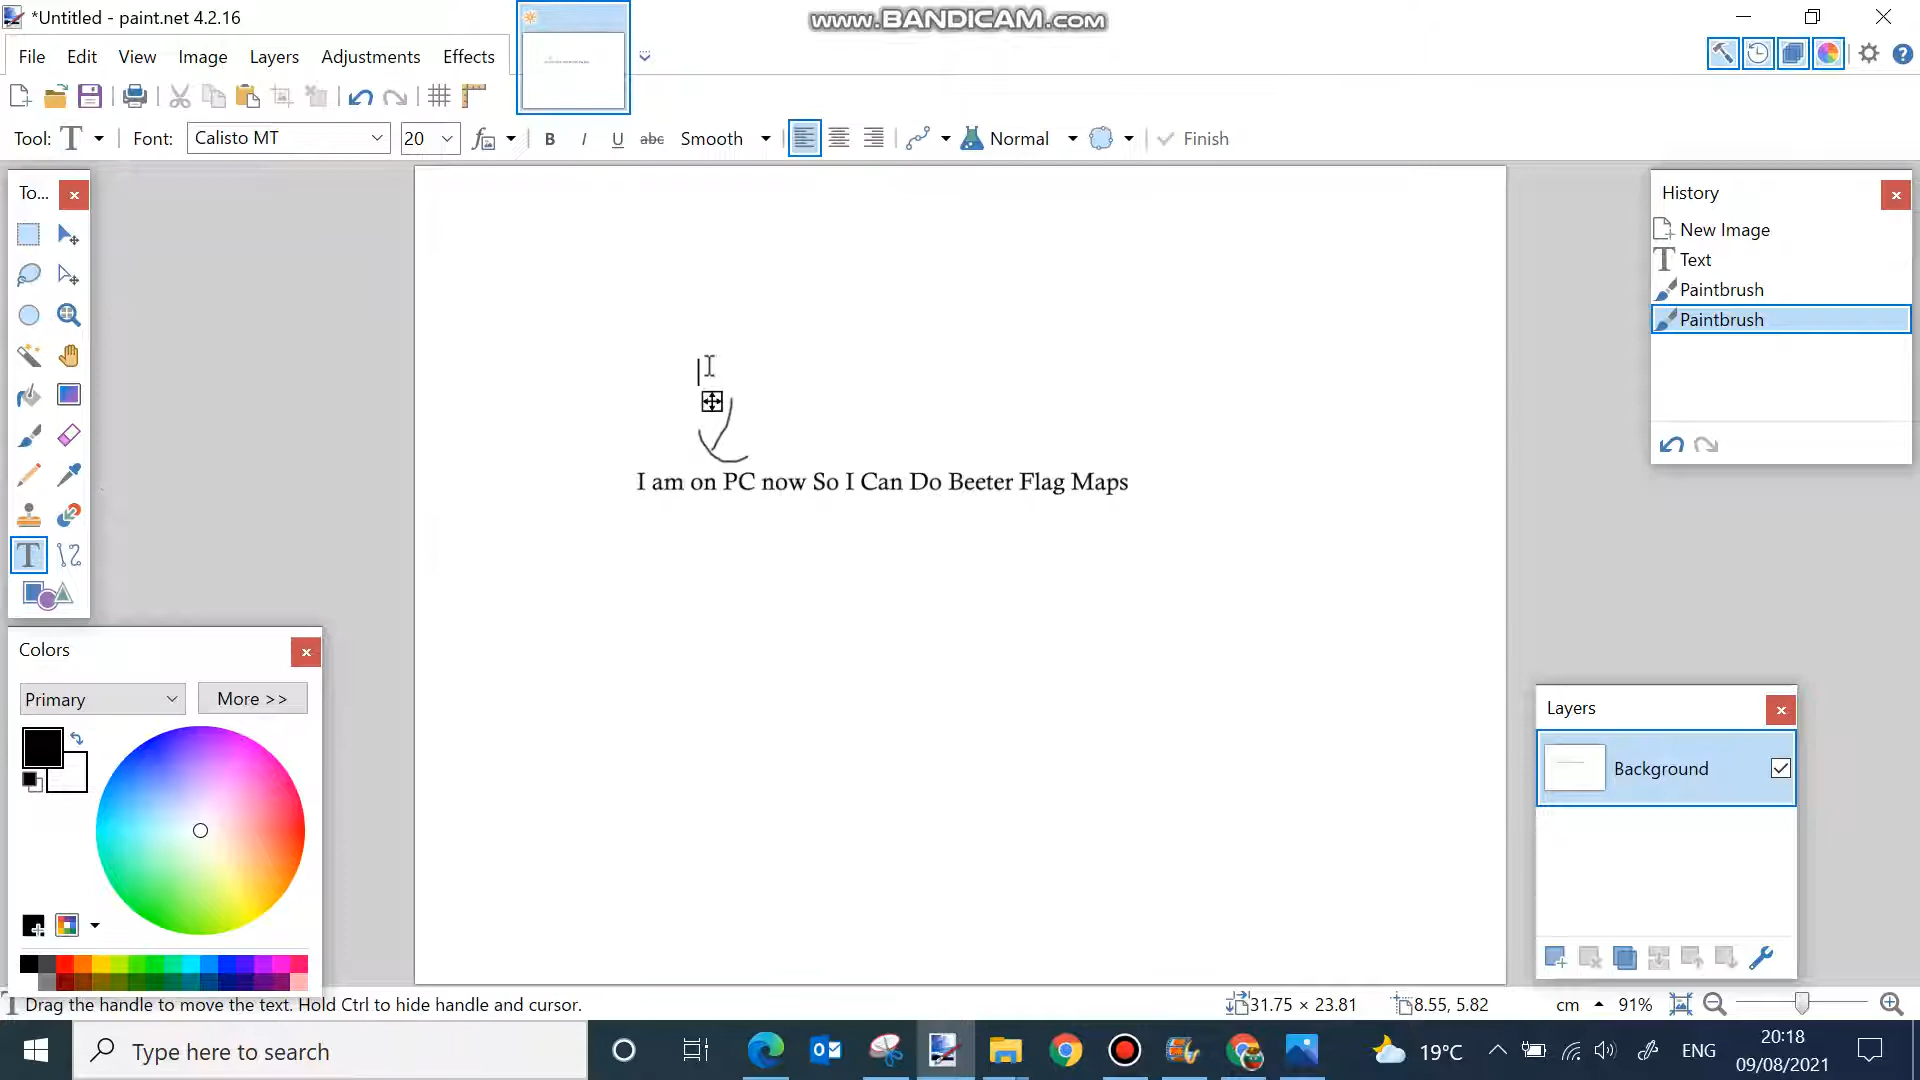 *Untitled - paint.net 4.2.16
www.BANDICAM.com
File Edit View Image Layers Adjustments Effects
Tool: T Font: Calisto MT 20 fx B I U abc Smooth Normal Finish
To...
History
New Image
Text
Paintbrush
Paintbrush
I am on PC now So I Can Do Beeter Flag Maps
Colors
Primary More >>
Layers
Background
Drag the handle to move the text. Hold Ctrl to hide handle and cursor.
31.75 × 23.81 8.55, 5.82 cm 91%
Type here to search
19°C ENG
20:18
09/08/2021